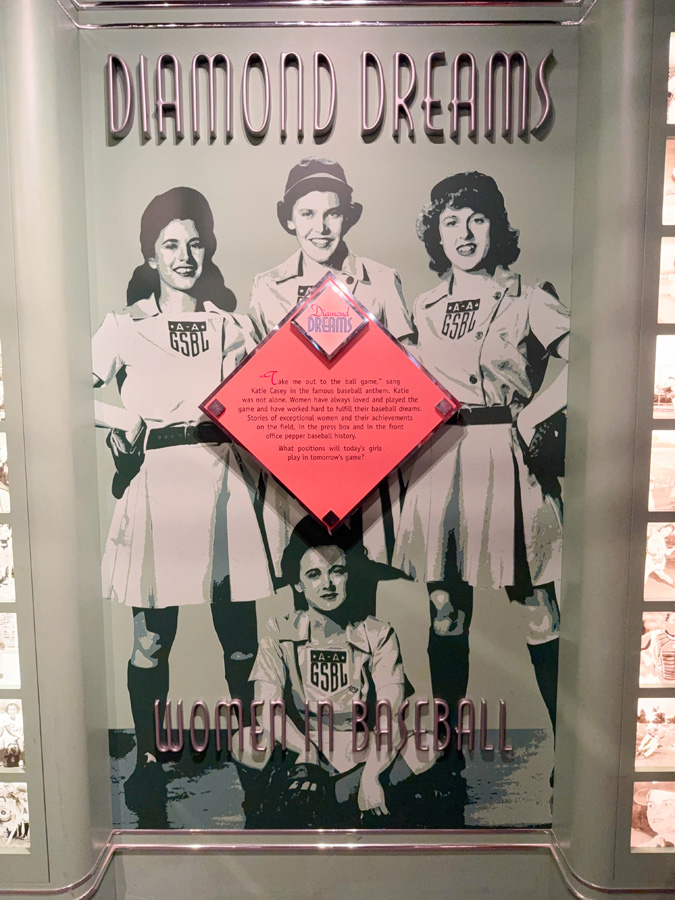 DIAMOND DREAMS
A-A
GSBL
A-A
GSBL
Diamond
DREAMS
"Take me out to the ball game," sang
Katie Casey in the famous baseball anthem. Katie
was not alone. Women have always loved and played the
game and have worked hard to fulfill their baseball dreams.
Stories of exceptional women and their achievements
on the field, in the press box and in the front
office pepper baseball history.
What positions will today's girls
play in tomorrow's game?
A-A
GSBL
WOMEN IN BASEBALL